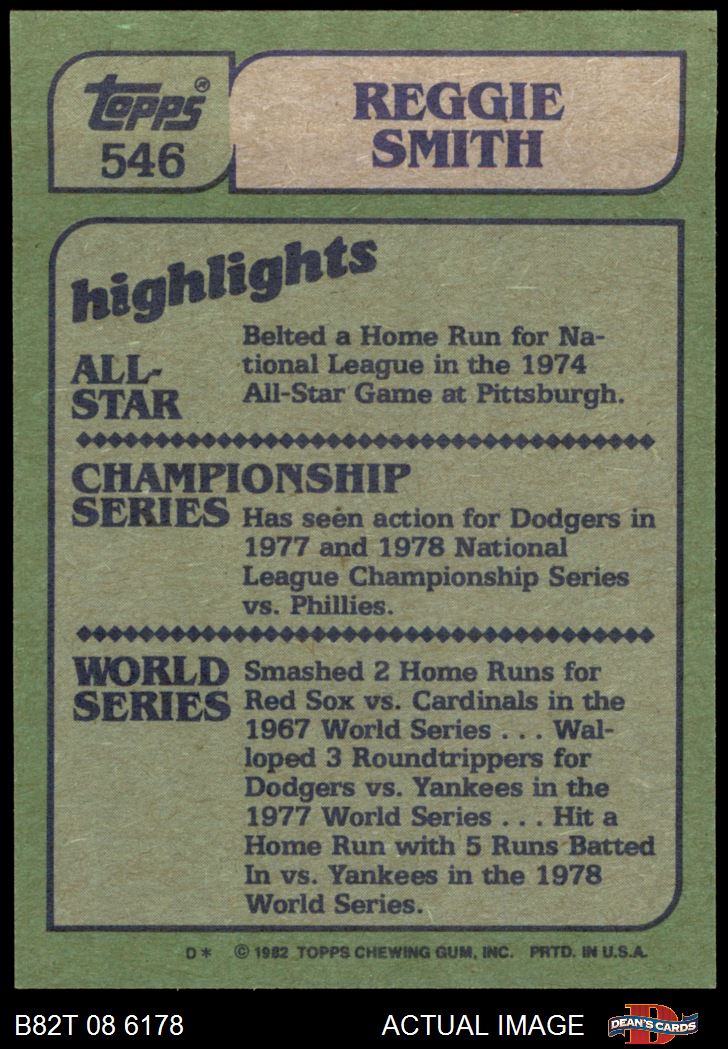 Topps®
546
REGGIE
SMITH
highlights
ALL-
STAR
Belted a Home Run for Na-
tional League in the 1974
All-Star Game at Pittsburgh.
CHAMPIONSHIP
SERIES
Has seen action for Dodgers in
1977 and 1978 National
League Championship Series
vs. Phillies.
WORLD
SERIES
Smashed 2 Home Runs for
Red Sox vs. Cardinals in the
1967 World Series . . . Wal-
loped 3 Roundtrippers for
Dodgers vs. Yankees in the
1977 World Series . . . Hit a
Home Run with 5 Runs Batted
In vs. Yankees in the 1978
World Series.
D* © 1982 TOPPS CHEWING GUM, INC. PRTD. IN U.S.A.
B82T 08 6178
ACTUAL IMAGE
D
DEAN'S CARDS